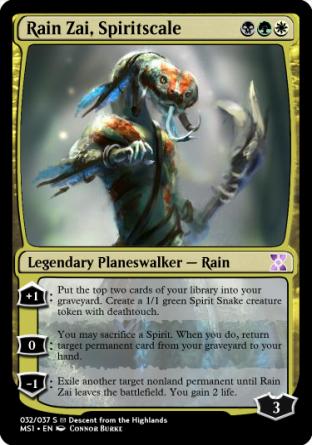 Rain Zai, Spiritscale
Legendary Planeswalker — Rain
+1
: Put the top two cards of your library into your
graveyard. Create a 1/1 green Spirit Snake creature
token with deathtouch.
0
: You may sacrifice a Spirit. When you do, return
target permanent card from your graveyard to your
hand.
-1
: Exile another target nonland permanent until Rain
Zai leaves the battlefield. You gain 2 life.
3
032/037 S Descent from the Highlands
MS1 • EN Connor Burke